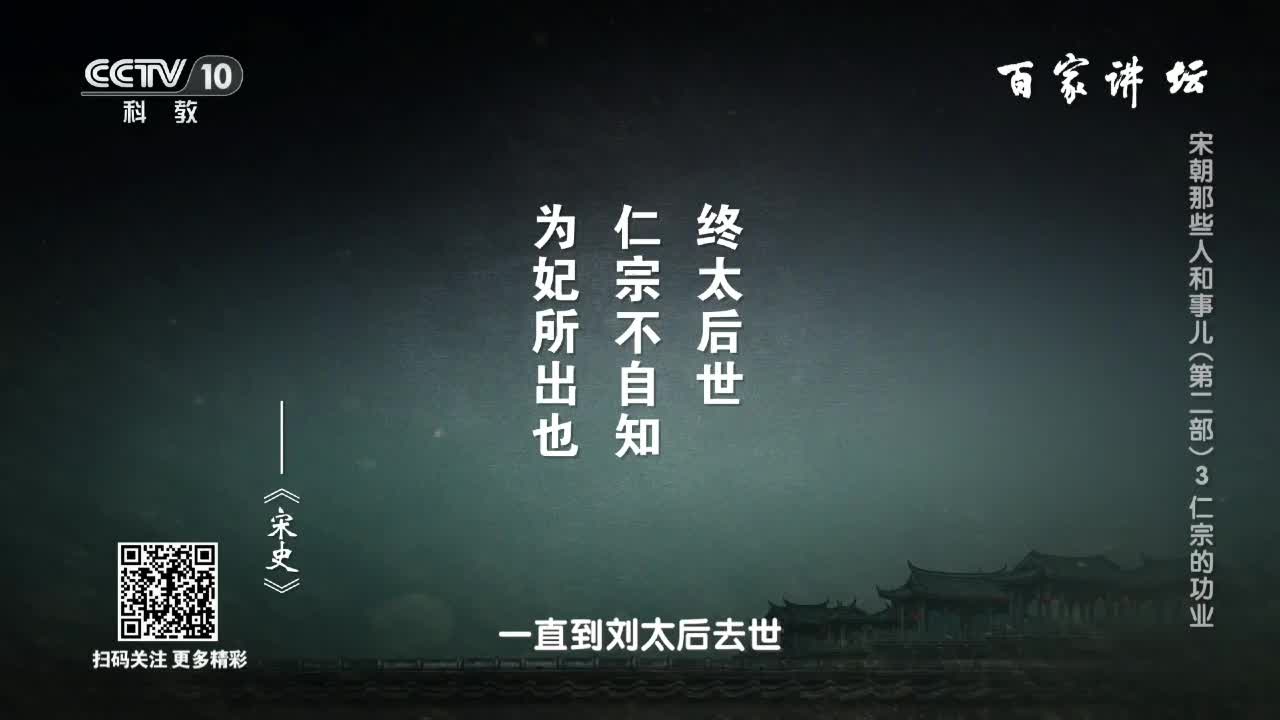 CCTV 10
科教
百家讲坛
宋朝那些人和事儿（第二部）3 仁宗的功业
终太后世
仁宗不自知
为妃所出也
——《宋史》
一直到刘太后去世
扫码关注 更多精彩